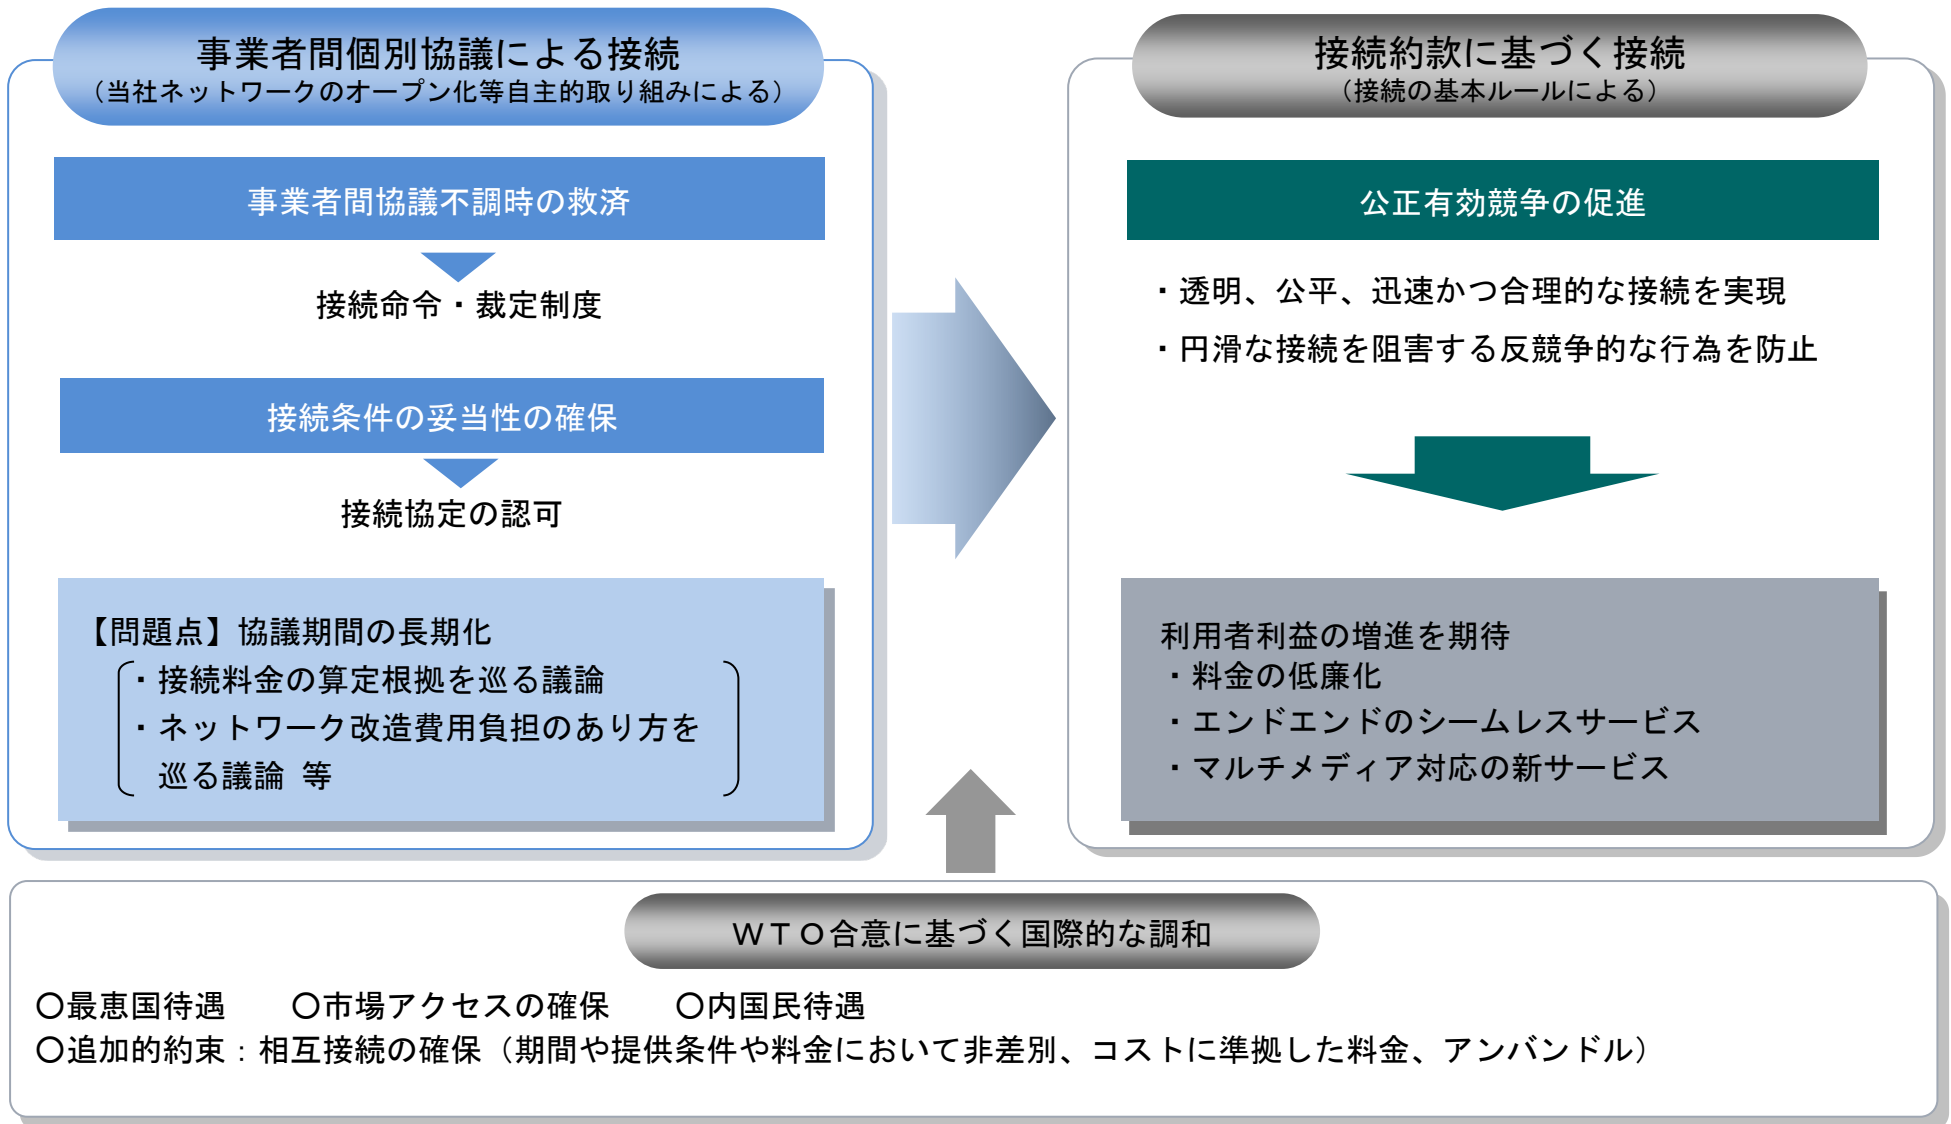 事業者間個別協議による接続
（当社ネットワークのオープン化等自主的取り組みによる）
事業者間協議不調時の救済
接続命令・裁定制度
接続条件の妥当性の確保
接続協定の認可
【問題点】協議期間の長期化
・接続料金の算定根拠を巡る議論
・ネットワーク改造費用負担のあり方を
巡る議論 等
接続約款に基づく接続
（接続の基本ルールによる）
公正有効競争の促進
・透明、公平、迅速かつ合理的な接続を実現
・円滑な接続を阻害する反競争的な行為を防止
利用者利益の増進を期待
・料金の低廉化
・エンドエンドのシームレスサービス
・マルチメディア対応の新サービス
ＷＴＯ合意に基づく国際的な調和
〇最恵国待遇　　〇市場アクセスの確保　　〇内国民待遇
〇追加的約束：相互接続の確保（期間や提供条件や料金において非差別、コストに準拠した料金、アンバンドル）